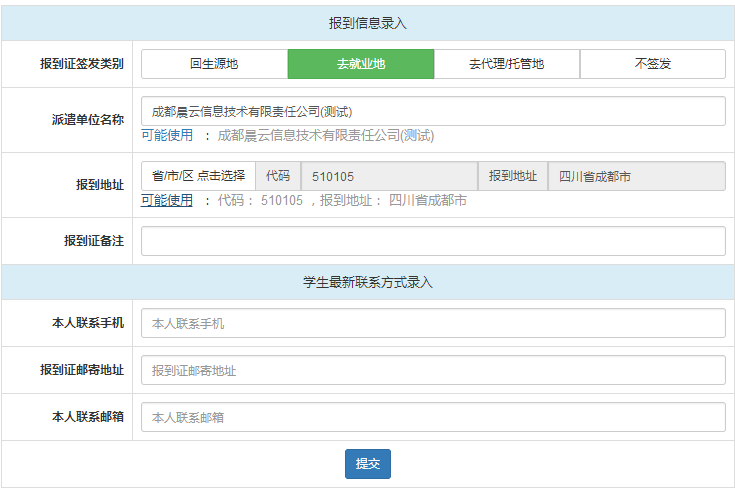 报到信息录入
报到证签发类别 回生源地 去就业地 去代理/托管地 不签发
派遣单位名称 成都晨云信息技术有限责任公司(测试)
可能使用 : 成都晨云信息技术有限责任公司(测试)
报到地址 省/市/区 点击选择 代码 510105 报到地址 四川省成都市
可能使用 : 代码: 510105 ,报到地址: 四川省成都市
报到证备注
学生最新联系方式录入
本人联系手机 本人联系手机
报到证邮寄地址 报到证邮寄地址
本人联系邮箱 本人联系邮箱
提交